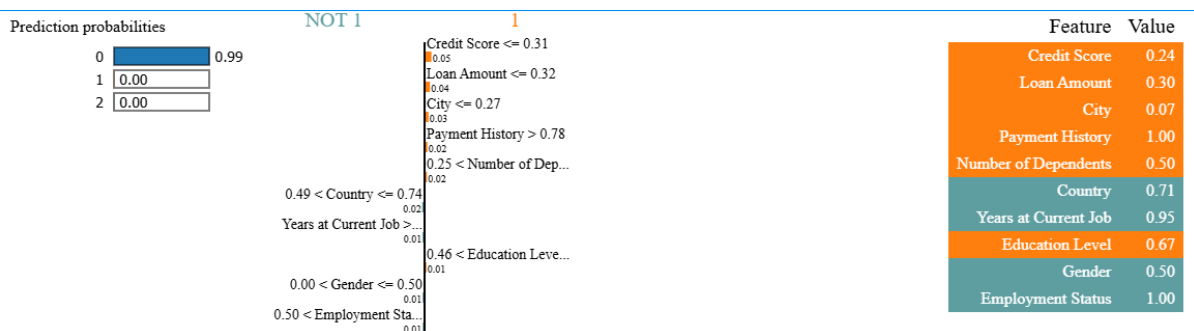 Prediction probabilities
0 0.99
1 0.00
2 0.00
NOT 1 1
Credit Score <= 0.31
0.05
Loan Amount <= 0.32
0.04
City <= 0.27
0.03
Payment History > 0.78
0.02
0.25 < Number of Dep...
0.02
0.49 < Country <= 0.74
0.02
Years at Current Job >...
0.01
0.46 < Education Leve...
0.01
0.00 < Gender <= 0.50
0.01
0.50 < Employment Sta...
0.01
Feature Value
Credit Score 0.24
Loan Amount 0.30
City 0.07
Payment History 1.00
Number of Dependents 0.50
Country 0.71
Years at Current Job 0.95
Education Level 0.67
Gender 0.50
Employment Status 1.00